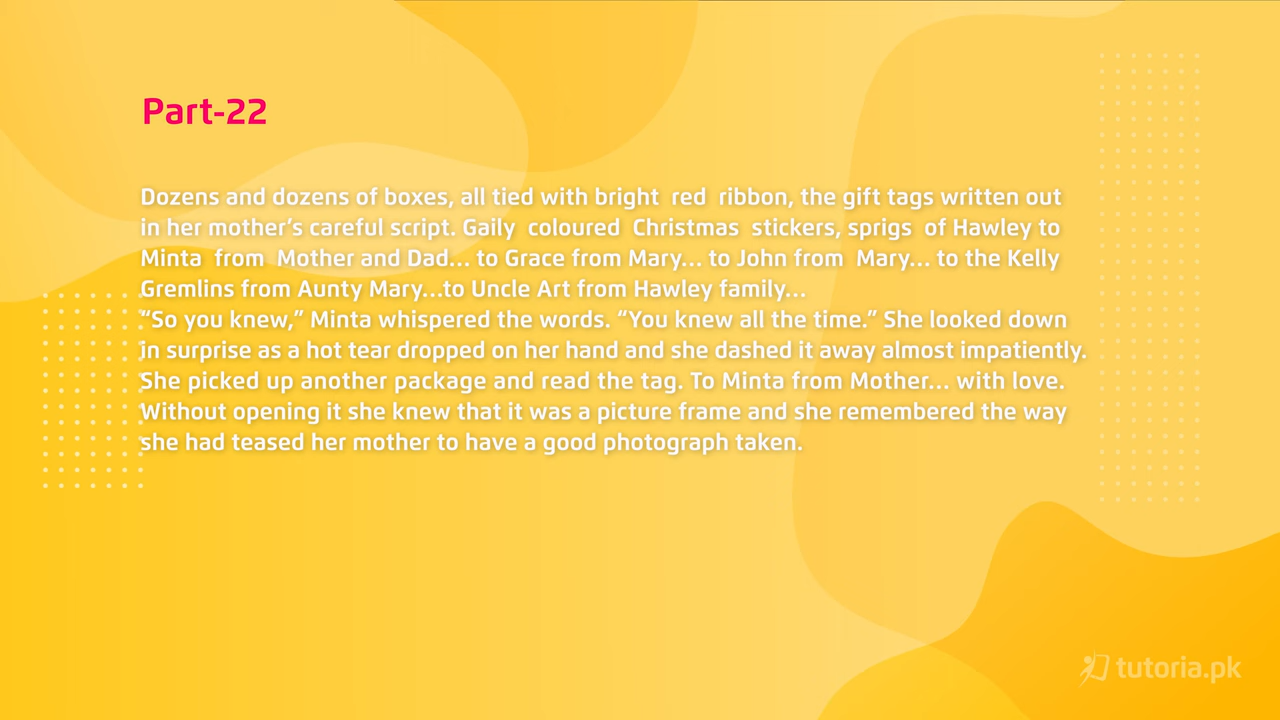 Part-22
Dozens and dozens of boxes, all tied with bright red ribbon, the gift tags written out
in her mother’s careful script. Gaily coloured Christmas stickers, sprigs of Hawley to
Minta from Mother and Dad... to Grace from Mary... to John from Mary... to the Kelly
Gremlins from Aunty Mary...to Uncle Art from Hawley family...
“So you knew,” Minta whispered the words. “You knew all the time.” She looked down
in surprise as a hot tear dropped on her hand and she dashed it away almost impatiently.
She picked up another package and read the tag. To Minta from Mother... with love.
Without opening it she knew that it was a picture frame and she remembered the way
she had teased her mother to have a good photograph taken.
tutoria.pk